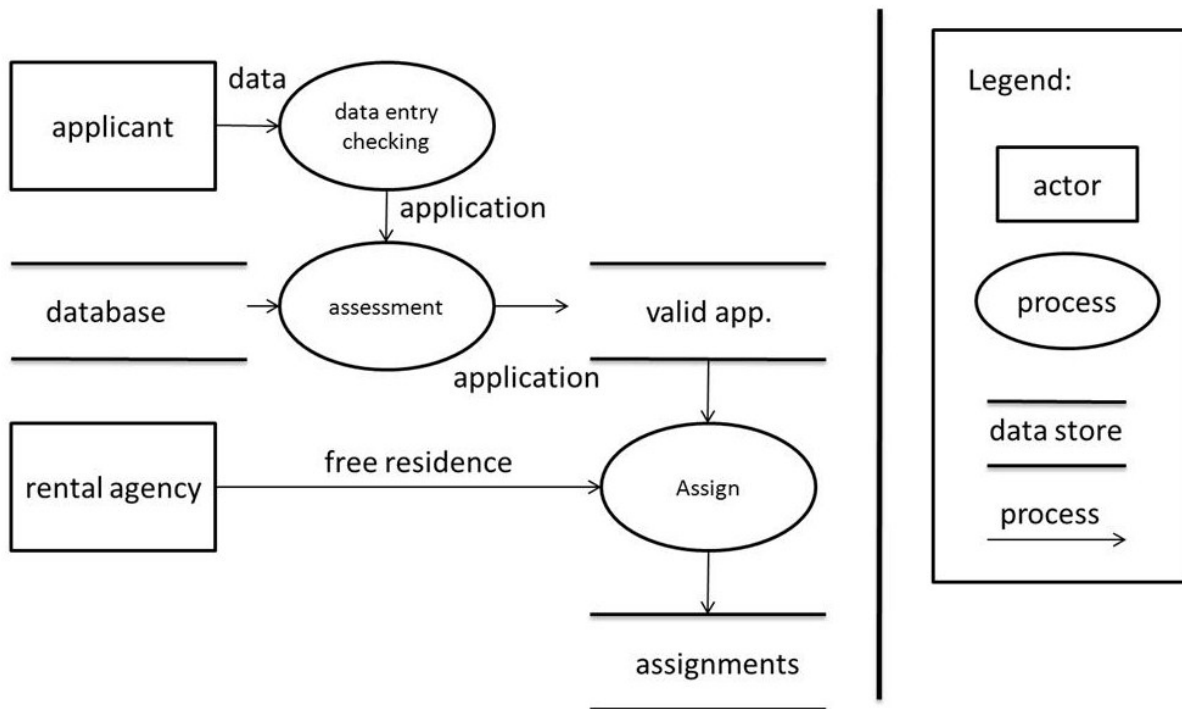 data
applicant
data entry
checking
application
database
assessment
valid app.
application
free residence
rental agency
Assign
assignments
Legend:
actor
process
data store
process